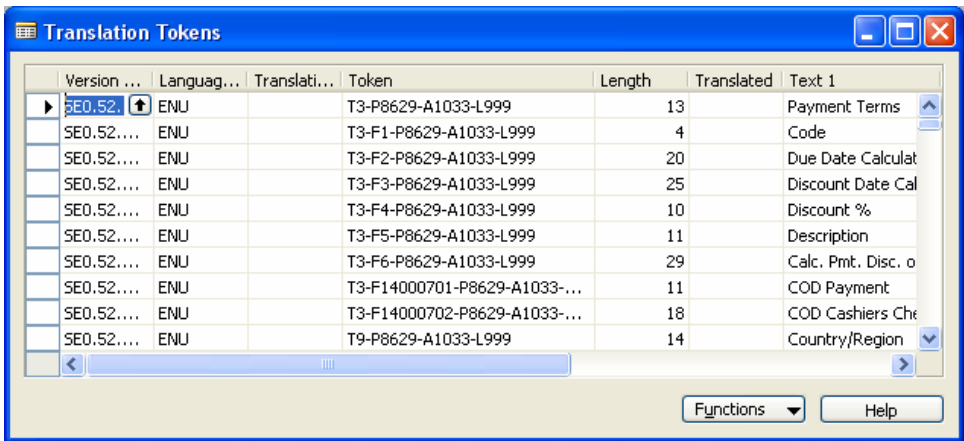 Translation Tokens
Version ... Languag... Translati... Token Length Translated Text 1
SE0.52. ENU T3-P8629-A1033-L999 13 Payment Terms
SE0.52.... ENU T3-F1-P8629-A1033-L999 4 Code
SE0.52.... ENU T3-F2-P8629-A1033-L999 20 Due Date Calculat
SE0.52.... ENU T3-F3-P8629-A1033-L999 25 Discount Date Cal
SE0.52.... ENU T3-F4-P8629-A1033-L999 10 Discount %
SE0.52.... ENU T3-F5-P8629-A1033-L999 11 Description
SE0.52.... ENU T3-F6-P8629-A1033-L999 29 Calc. Pmt. Disc. o
SE0.52.... ENU T3-F14000701-P8629-A1033-... 11 COD Payment
SE0.52.... ENU T3-F14000702-P8629-A1033-... 18 COD Cashiers Che
SE0.52.... ENU T9-P8629-A1033-L999 14 Country/Region
Functions Help